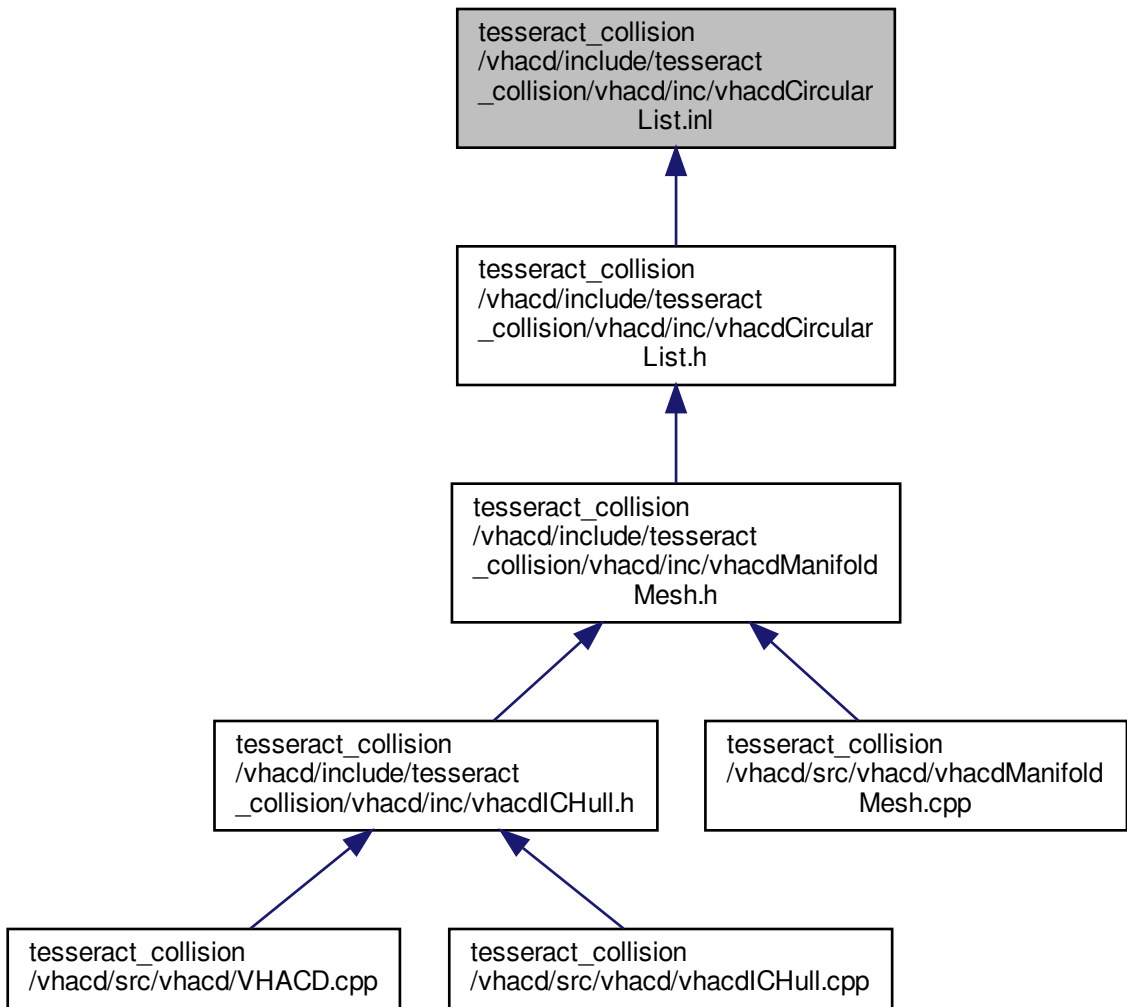 tesseract_collision
/vhacd/include/tesseract
_collision/vhacd/inc/vhacdCircular
List.inl
tesseract_collision
/vhacd/include/tesseract
_collision/vhacd/inc/vhacdCircular
List.h
tesseract_collision
/vhacd/include/tesseract
_collision/vhacd/inc/vhacdManifold
Mesh.h
tesseract_collision
/vhacd/include/tesseract
_collision/vhacd/inc/vhacdICHull.h
tesseract_collision
/vhacd/src/vhacd/vhacdManifold
Mesh.cpp
tesseract_collision
/vhacd/src/vhacd/VHACD.cpp
tesseract_collision
/vhacd/src/vhacd/vhacdICHull.cpp